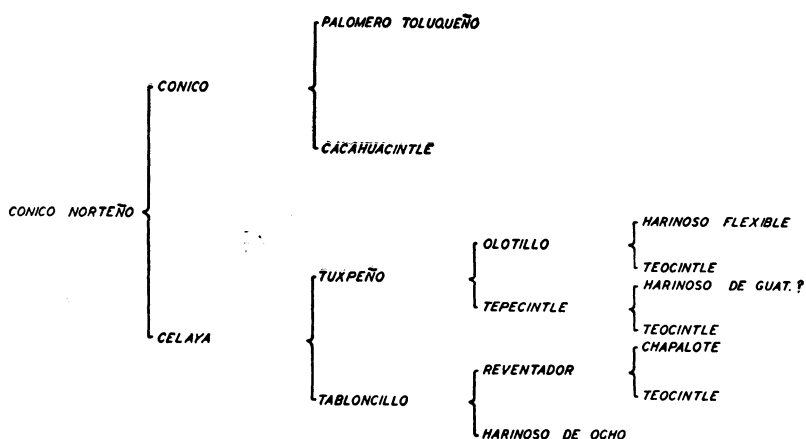 PALOMERO TOLUQUEÑO
CONICO
CACAHUACINTLE
CONICO NORTEÑO
HARINOSO FLEXIBLE
OLOTILLO
TEOCINTLE
TUXPEÑO
HARINOSO DE GUAT. ?
TEPECINTLE
TEOCINTLE
CELAYA
CHAPALOTE
REVENTADOR
TEOCINTLE
TABLONCILLO
HARINOSO DE OCHO